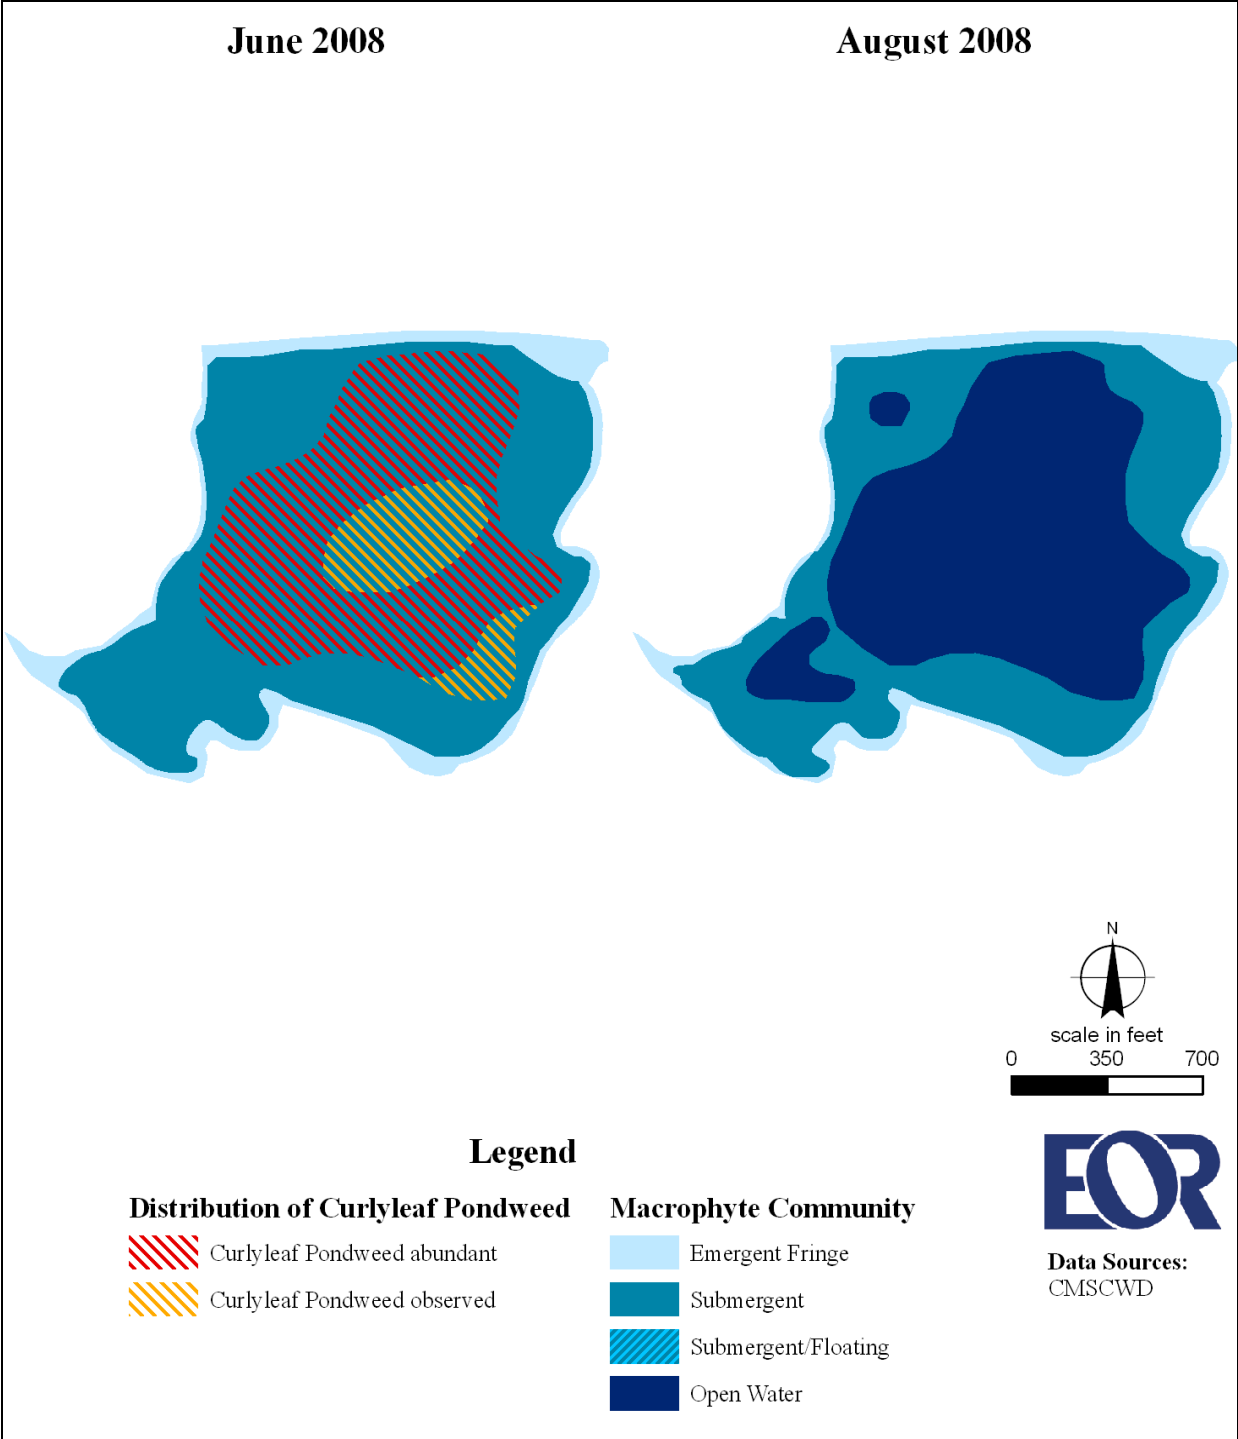 June 2008
August 2008
N
scale in feet
0 350 700
Legend
Distribution of Curlyleaf Pondweed
Curlyleaf Pondweed abundant
Curlyleaf Pondweed observed
Macrophyte Community
Emergent Fringe
Submergent
Submergent/Floating
Open Water
EOR
Data Sources:
CMSCWD